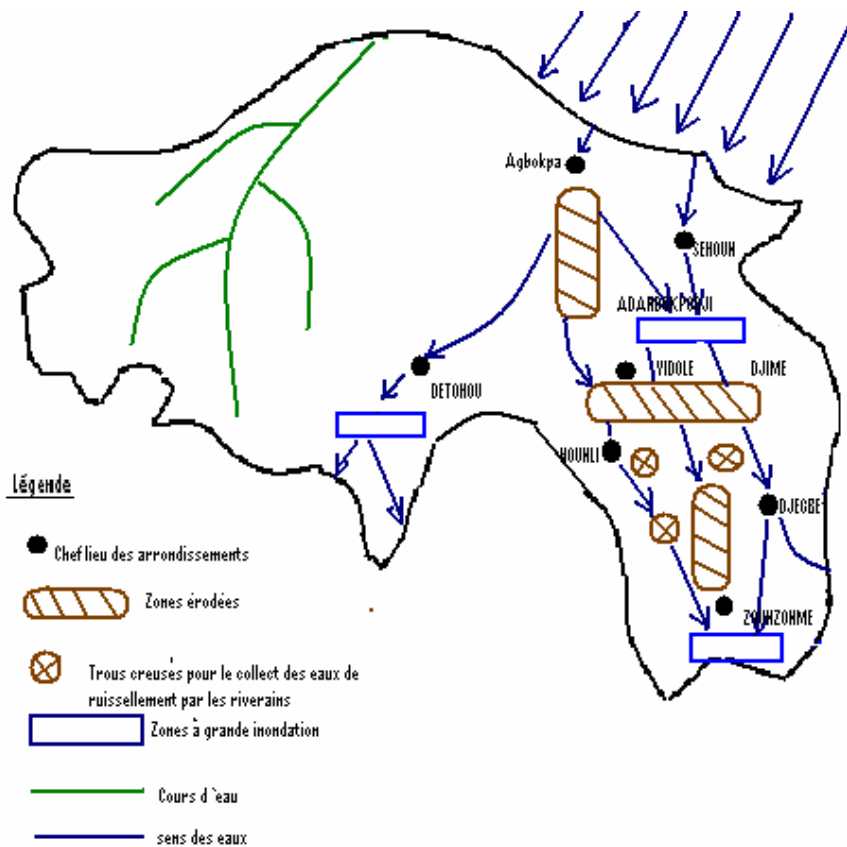 Agbokpa
SEHOUN
VIDOLE
DJIME
DETOHOU
HOUNLI
DJEGBE
Légende
Chef lieu des arrondissements
Zones érodées
ZOUNZONME
Trous creusés pour le collect des eaux de
ruissellement par les riverains
Zones à grande inondation
Cours d `eau
sens des eaux